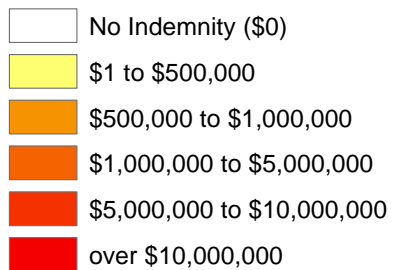 No Indemnity ($0)
$1 to $500,000
$500,000 to $1,000,000
$1,000,000 to $5,000,000
$5,000,000 to $10,000,000
over $10,000,000